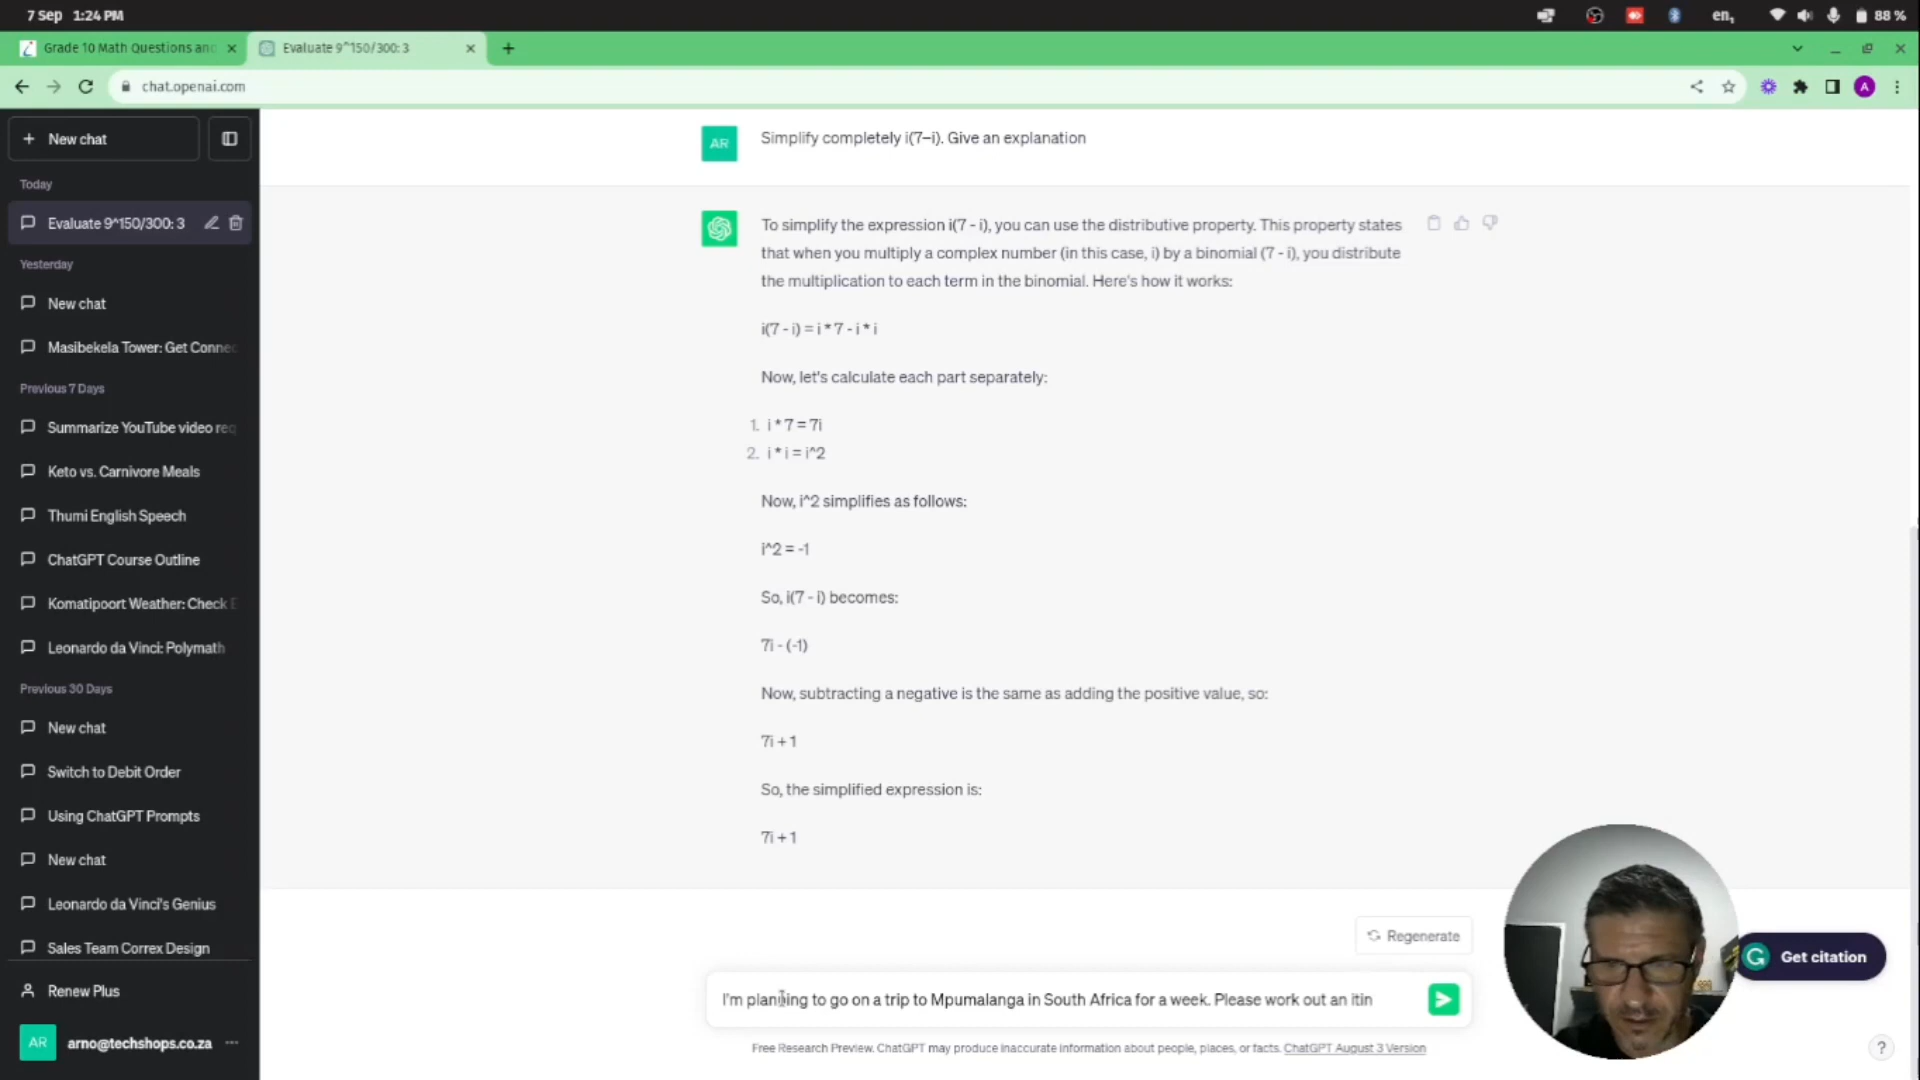 7 Sep 1:24 PM
en₁
88 %
Grade 10 Math Questions and
Evaluate 9^150/300: 3
chat.openai.com
A
New chat
Today
Evaluate 9^150/300: 3
Yesterday
New chat
Masibekela Tower: Get Connec
Previous 7 Days
Summarize YouTube video req
Keto vs. Carnivore Meals
Thumi English Speech
ChatGPT Course Outline
Komatipoort Weather: Check E
Leonardo da Vinci: Polymath
Previous 30 Days
New chat
Switch to Debit Order
Using ChatGPT Prompts
New chat
Leonardo da Vinci's Genius
Sales Team Correx Design
Renew Plus
AR
arno@techshops.co.za
AR
Simplify completely i(7−i). Give an explanation
To simplify the expression i(7 - i), you can use the distributive property. This property states
that when you multiply a complex number (in this case, i) by a binomial (7 - i), you distribute
the multiplication to each term in the binomial. Here's how it works:
i(7 - i) = i * 7 - i * i
Now, let's calculate each part separately:
1. i * 7 = 7i
2. i * i = i^2
Now, i^2 simplifies as follows:
i^2 = -1
So, i(7 - i) becomes:
7i - (-1)
Now, subtracting a negative is the same as adding the positive value, so:
7i + 1
So, the simplified expression is:
7i + 1
Regenerate
Get citation
I'm planning to go on a trip to Mpumalanga in South Africa for a week. Please work out an itin
Free Research Preview. ChatGPT may produce inaccurate information about people, places, or facts. ChatGPT August 3 Version
?